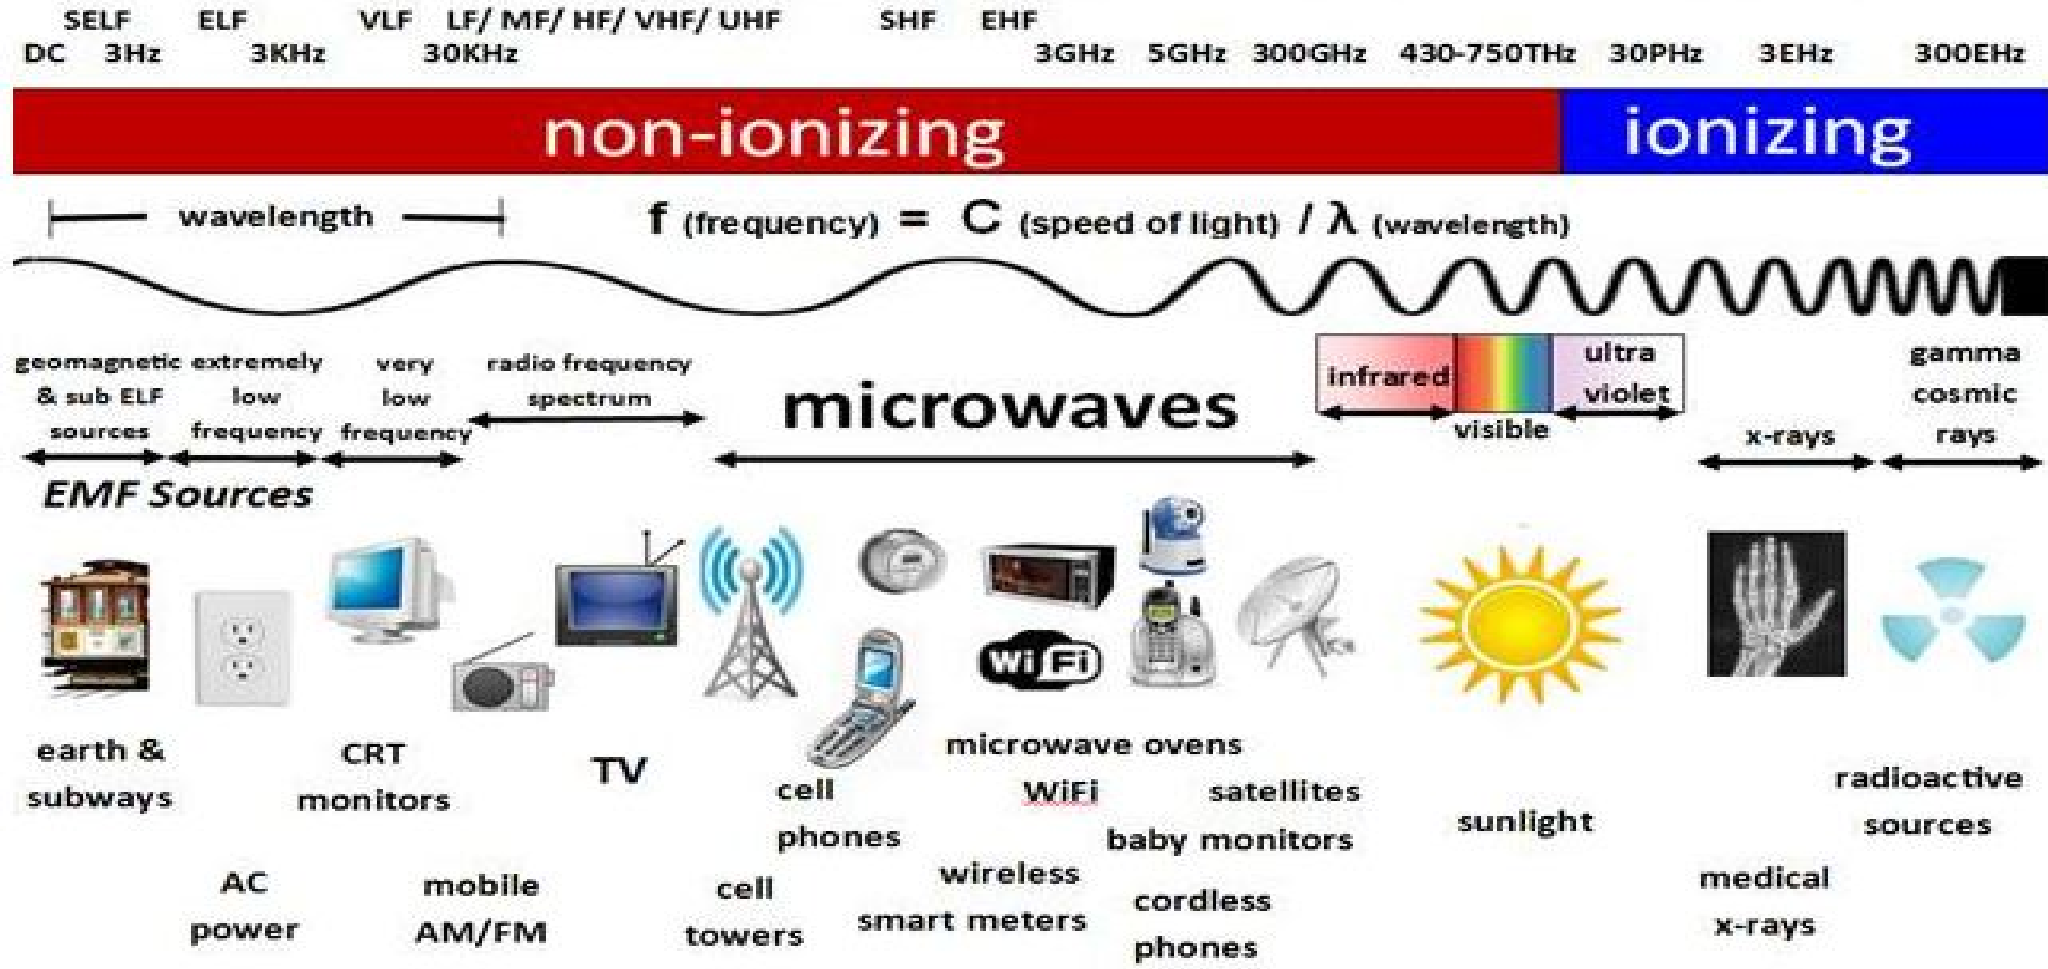 SELF ELF VLF LF/ MF/ HF/ VHF/ UHF SHF EHF
DC 3Hz 3KHz 30KHz 3GHz 5GHz 300GHz 430-750THz 30PHz 3EHz 300EHz
non-ionizing ionizing
wavelength f (frequency) = C (speed of light) / λ (wavelength)
geomagnetic
& sub ELF
sources
extremely
low
frequency
very
low
frequency
radio frequency
spectrum
microwaves
infrared
visible
ultra
violet
x-rays
gamma
cosmic
rays
EMF Sources
Wi Fi
earth &
subways
AC
power
CRT
monitors
mobile
AM/FM
TV
cell
phones
cell
towers
microwave ovens
WiFi
wireless
smart meters
satellites
baby monitors
cordless
phones
sunlight
medical
x-rays
radioactive
sources